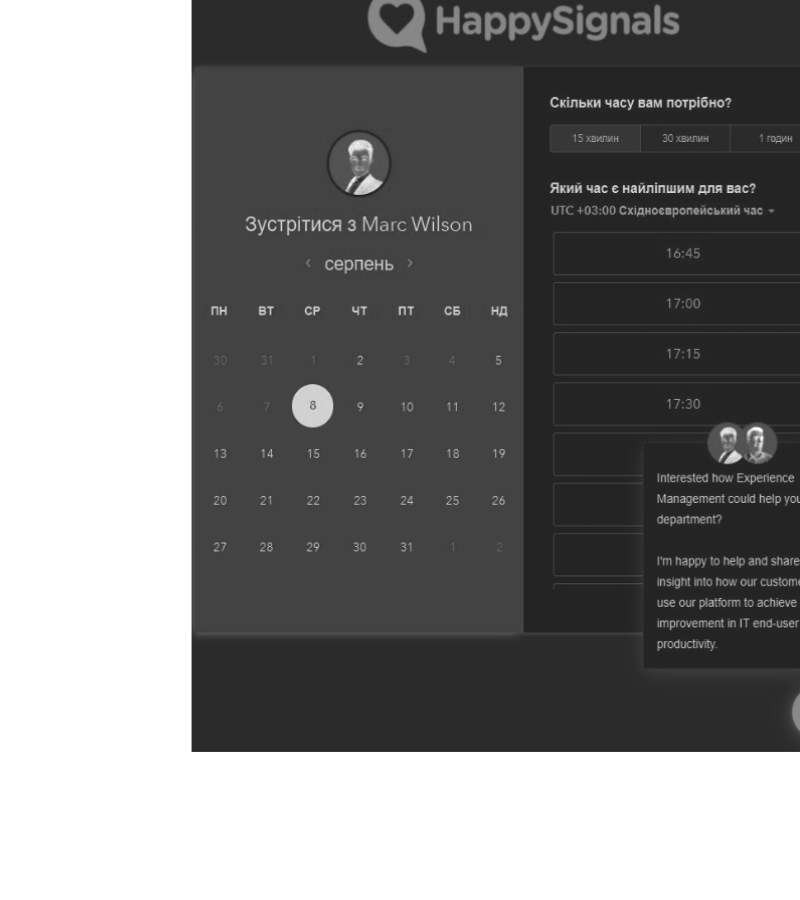 HappySignals
Зустрітися з Marc Wilson
серпень
ПН ВТ СР ЧТ ПТ СБ НД
30 31 1 2 3 4 5
6 7 8 9 10 11 12
13 14 15 16 17 18 19
20 21 22 23 24 25 26
27 28 29 30 31 1 2
Скільки часу вам потрібно?
15 хвилин 30 хвилин 1 годин
Який час є найліпшим для вас?
UTC +03:00 Східноєвропейський час
16:45
17:00
17:15
17:30
Interested how Experience
Management could help you
department?
I'm happy to help and share
insight into how our custome
use our platform to achieve
improvement in IT end-user
productivity.